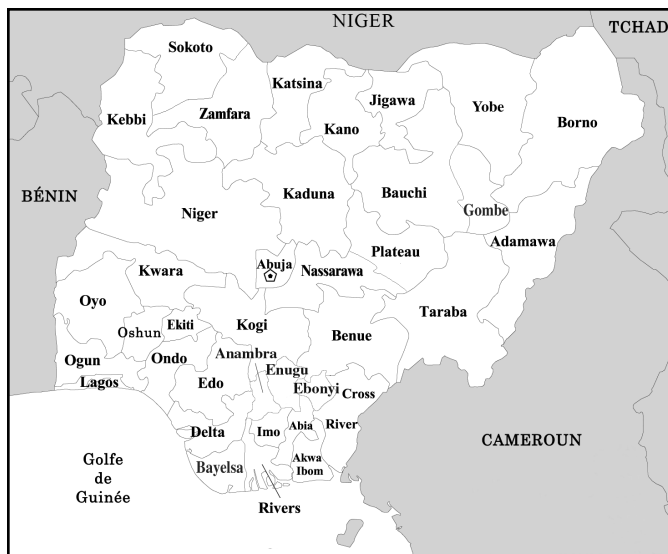 NIGER
TCHAD
Sokoto
Katsina
Jigawa
Yobe
Borno
Kebbi
Zamfara
Kano
BÉNIN
Niger
Kaduna
Bauchi
Gombe
Adamawa
Plateau
Kwara
Abuja
Nassarawa
Oyo
Taraba
Oshun
Ekiti
Kogi
Benue
Ogun
Ondo
Anambra
Enugu
Lagos
Edo
Ebonyi
Cross
River
Delta
Imo
Abia
CAMEROUN
Golfe
de
Guinée
Bayelsa
Akwa
Ibom
Rivers